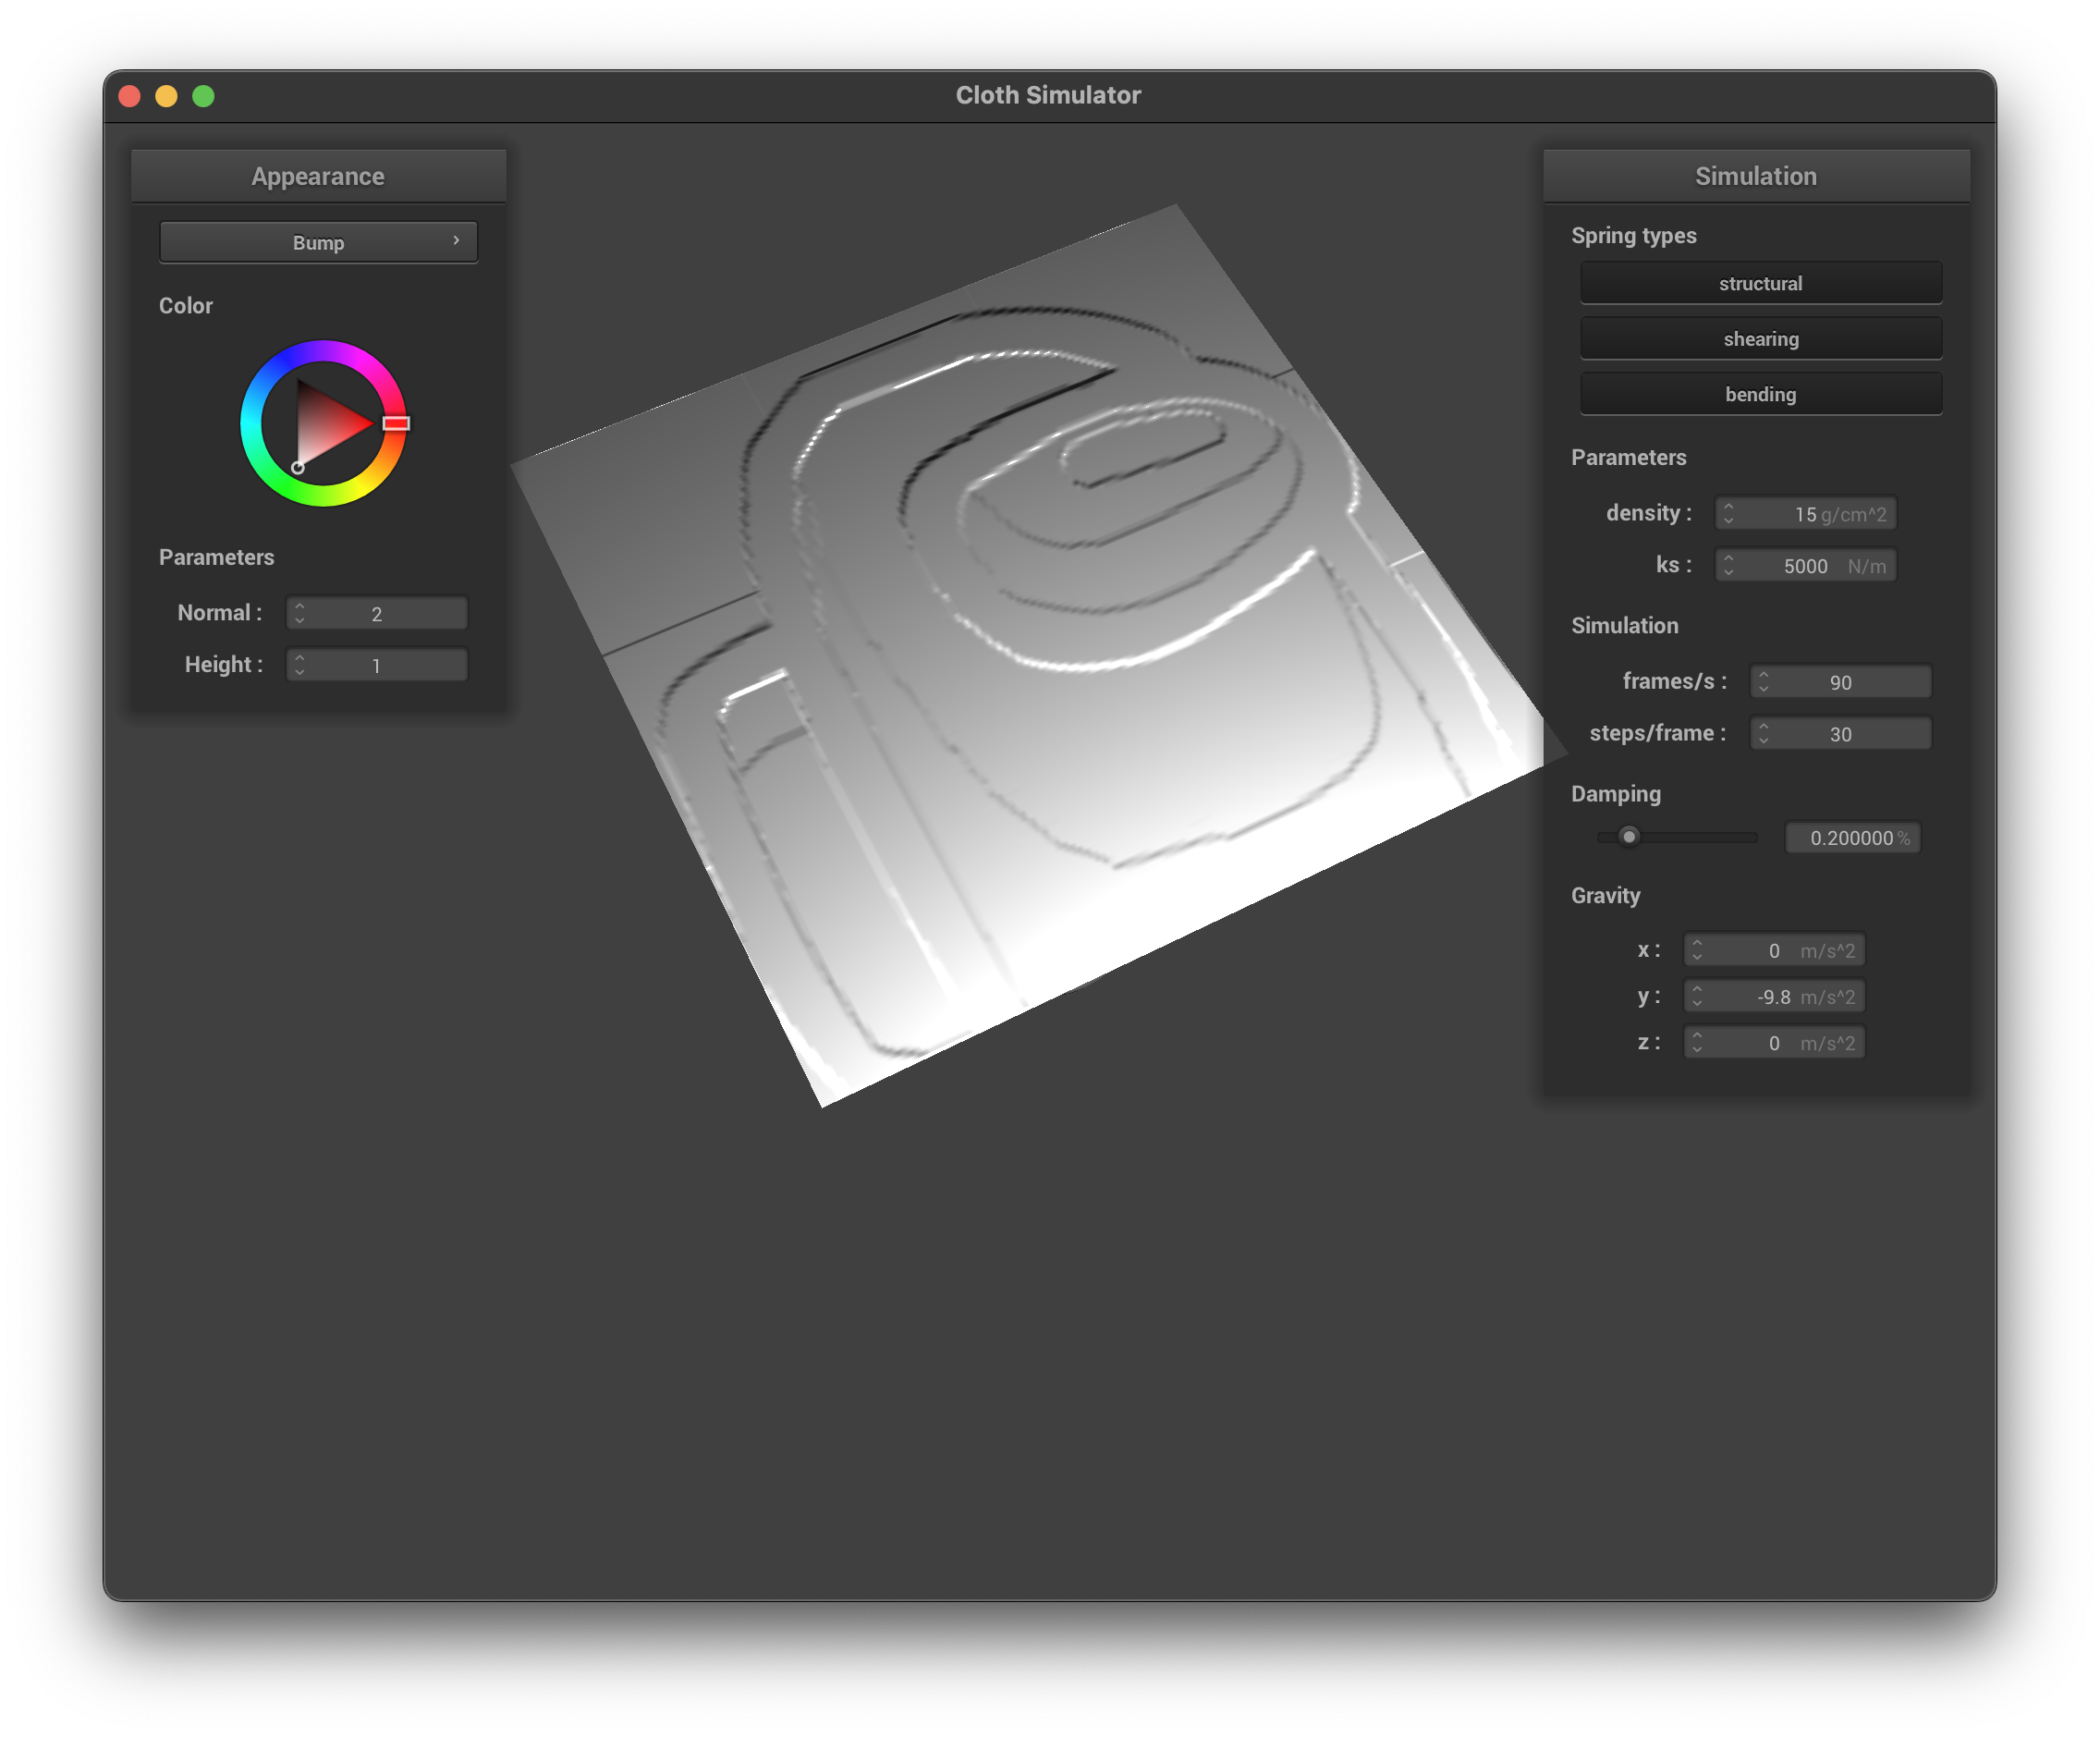 Cloth Simulator
Appearance
Bump
Color
Parameters
Normal : 2
Height : 1
Simulation
Spring types
structural
shearing
bending
Parameters
density : 15 g/cm^2
ks : 5000 N/m
Simulation
frames/s : 90
steps/frame : 30
Damping
0.200000 %
Gravity
x : 0 m/s^2
y : -9.8 m/s^2
z : 0 m/s^2